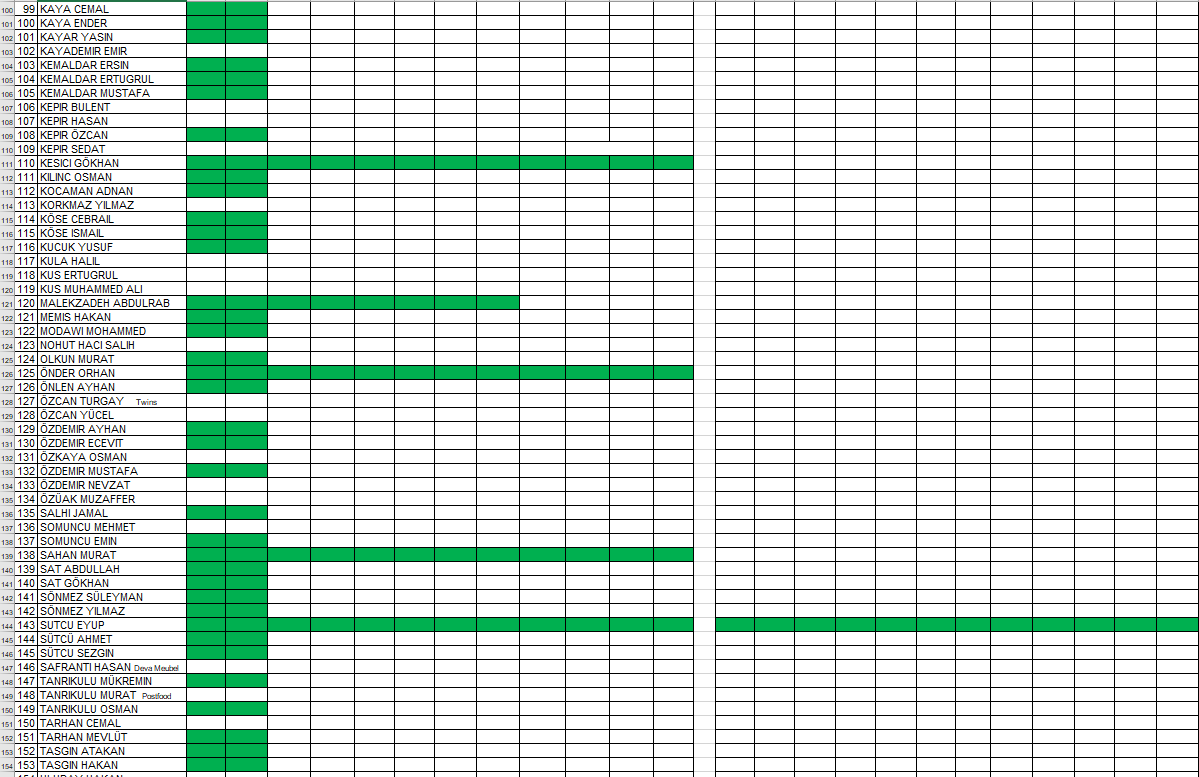 100 99 KAYA CEMAL
101 100 KAYA ENDER
102 101 KAYAR YASIN
103 102 KAYADEMIR EMIR
104 103 KEMALDAR ERSIN
105 104 KEMALDAR ERTUGRUL
106 105 KEMALDAR MUSTAFA
107 106 KEPIR BULENT
108 107 KEPIR HASAN
109 108 KEPIR ÖZCAN
110 109 KEPIR SEDAT
111 110 KESICI GÖKHAN
112 111 KILINC OSMAN
113 112 KOCAMAN ADNAN
114 113 KORKMAZ YILMAZ
115 114 KÖSE CEBRAIL
116 115 KÖSE ISMAIL
117 116 KUCUK YUSUF
118 117 KULA HALIL
119 118 KUS ERTUGRUL
120 119 KUS MUHAMMED ALI
121 120 MALEKZADEH ABDULRAB
122 121 MEMIS HAKAN
123 122 MODAWI MOHAMMED
124 123 NOHUT HACI SALIH
125 124 OLKUN MURAT
126 125 ÖNDER ORHAN
127 126 ÖNLEN AYHAN
128 127 ÖZCAN TURGAY Twins
129 128 ÖZCAN YÜCEL
130 129 ÖZDEMIR AYHAN
131 130 ÖZDEMIR ECEVIT
132 131 ÖZKAYA OSMAN
133 132 ÖZDEMIR MUSTAFA
134 133 ÖZDEMIR NEVZAT
135 134 ÖZÜAK MUZAFFER
136 135 SALHI JAMAL
137 136 SOMUNCU MEHMET
138 137 SOMUNCU EMIN
139 138 SAHAN MURAT
140 139 SAT ABDULLAH
141 140 SAT GÖKHAN
142 141 SÖNMEZ SÜLEYMAN
143 142 SÖNMEZ YILMAZ
144 143 SUTCU EYUP
145 144 SÜTCÜ AHMET
146 145 SÜTCU SEZGIN
147 146 SAFRANTI HASAN Deva Meubel
148 147 TANRIKULU MÜKREMIN
149 148 TANRIKULU MURAT Postfood
150 149 TANRIKULU OSMAN
151 150 TARHAN CEMAL
152 151 TARHAN MEVLÜT
153 152 TASGIN ATAKAN
154 153 TASGIN HAKAN